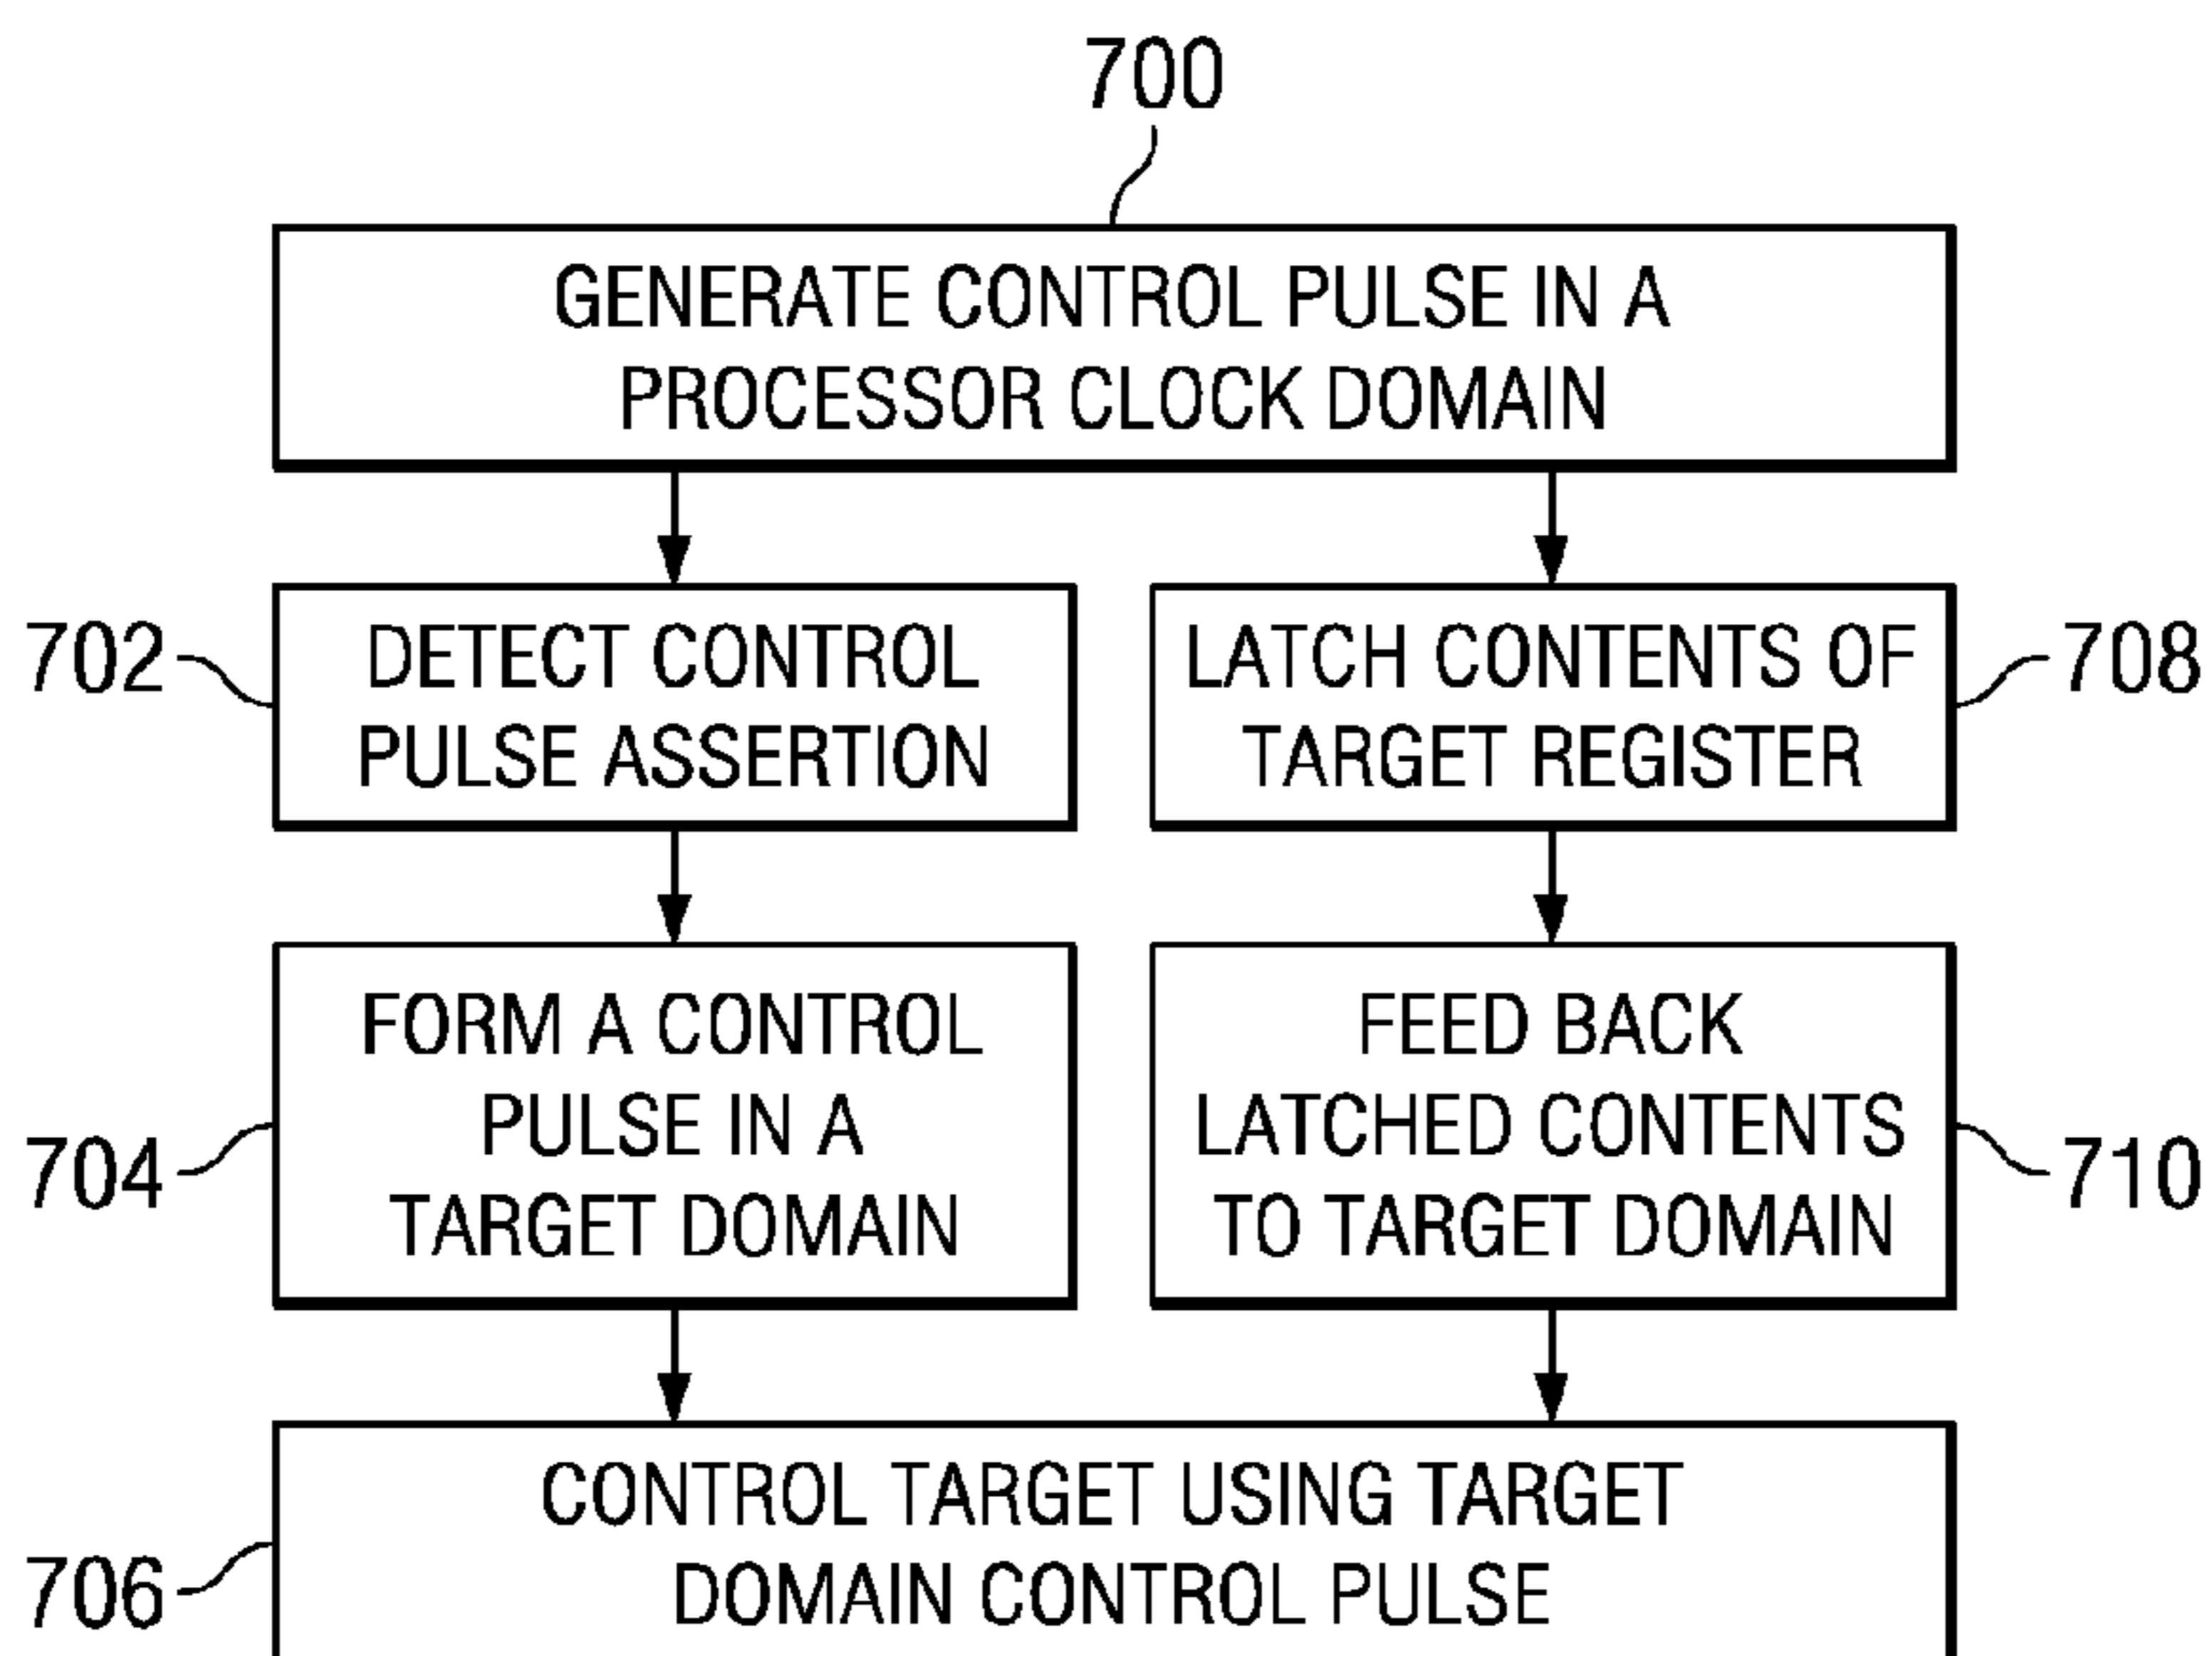 700
GENERATE CONTROL PULSE IN A
PROCESSOR CLOCK DOMAIN
702
DETECT CONTROL
PULSE ASSERTION
LATCH CONTENTS OF
TARGET REGISTER
708
704
FORM A CONTROL
PULSE IN A
TARGET DOMAIN
FEED BACK
LATCHED CONTENTS
TO TARGET DOMAIN
710
706
CONTROL TARGET USING TARGET
DOMAIN CONTROL PULSE